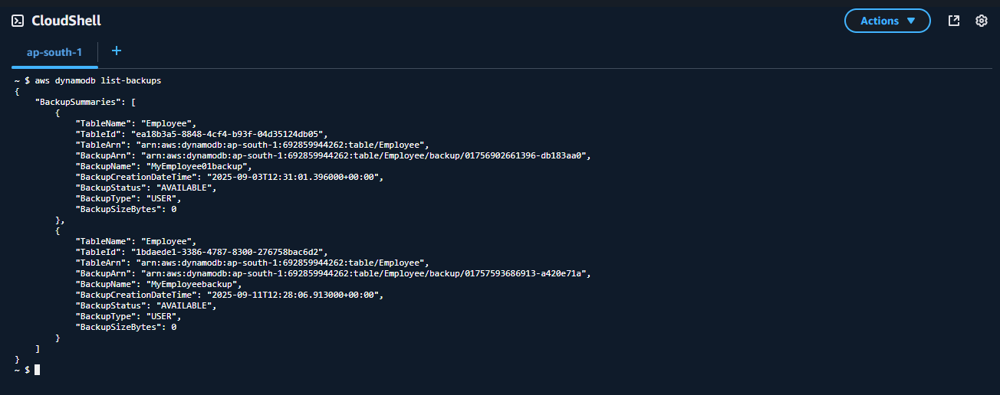 CloudShell
Actions
ap-south-1
+
~ $ aws dynamodb list-backups
{
    "BackupSummaries": [
        {
            "TableName": "Employee",
            "TableId": "ea18b3a5-8848-4cf4-b93f-04d35124db05",
            "TableArn": "arn:aws:dynamodb:ap-south-1:692859944262:table/Employee",
            "BackupArn": "arn:aws:dynamodb:ap-south-1:692859944262:table/Employee/backup/01756902661396-db183aa0",
            "BackupName": "MyEmployee01backup",
            "BackupCreationDateTime": "2025-09-03T12:31:01.396000+00:00",
            "BackupStatus": "AVAILABLE",
            "BackupType": "USER",
            "BackupSizeBytes": 0
        },
        {
            "TableName": "Employee",
            "TableId": "1bdaede1-3386-4787-8300-276758bac6d2",
            "TableArn": "arn:aws:dynamodb:ap-south-1:692859944262:table/Employee",
            "BackupArn": "arn:aws:dynamodb:ap-south-1:692859944262:table/Employee/backup/01757593686913-a420e71a",
            "BackupName": "MyEmployeebackup",
            "BackupCreationDateTime": "2025-09-11T12:28:06.913000+00:00",
            "BackupStatus": "AVAILABLE",
            "BackupType": "USER",
            "BackupSizeBytes": 0
        }
    ]
}
~ $